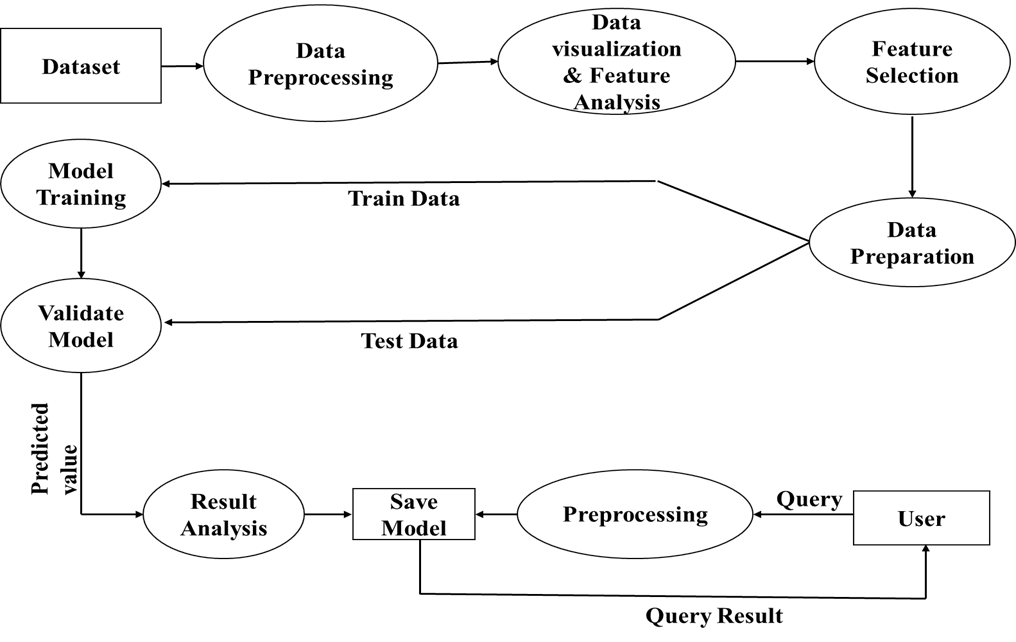 Dataset
Data
Preprocessing
Data
visualization
& Feature
Analysis
Feature
Selection
Model
Training
Train Data
Data
Preparation
Validate
Model
Test Data
Predicted
value
Result
Analysis
Save
Model
Preprocessing
Query
User
Query Result